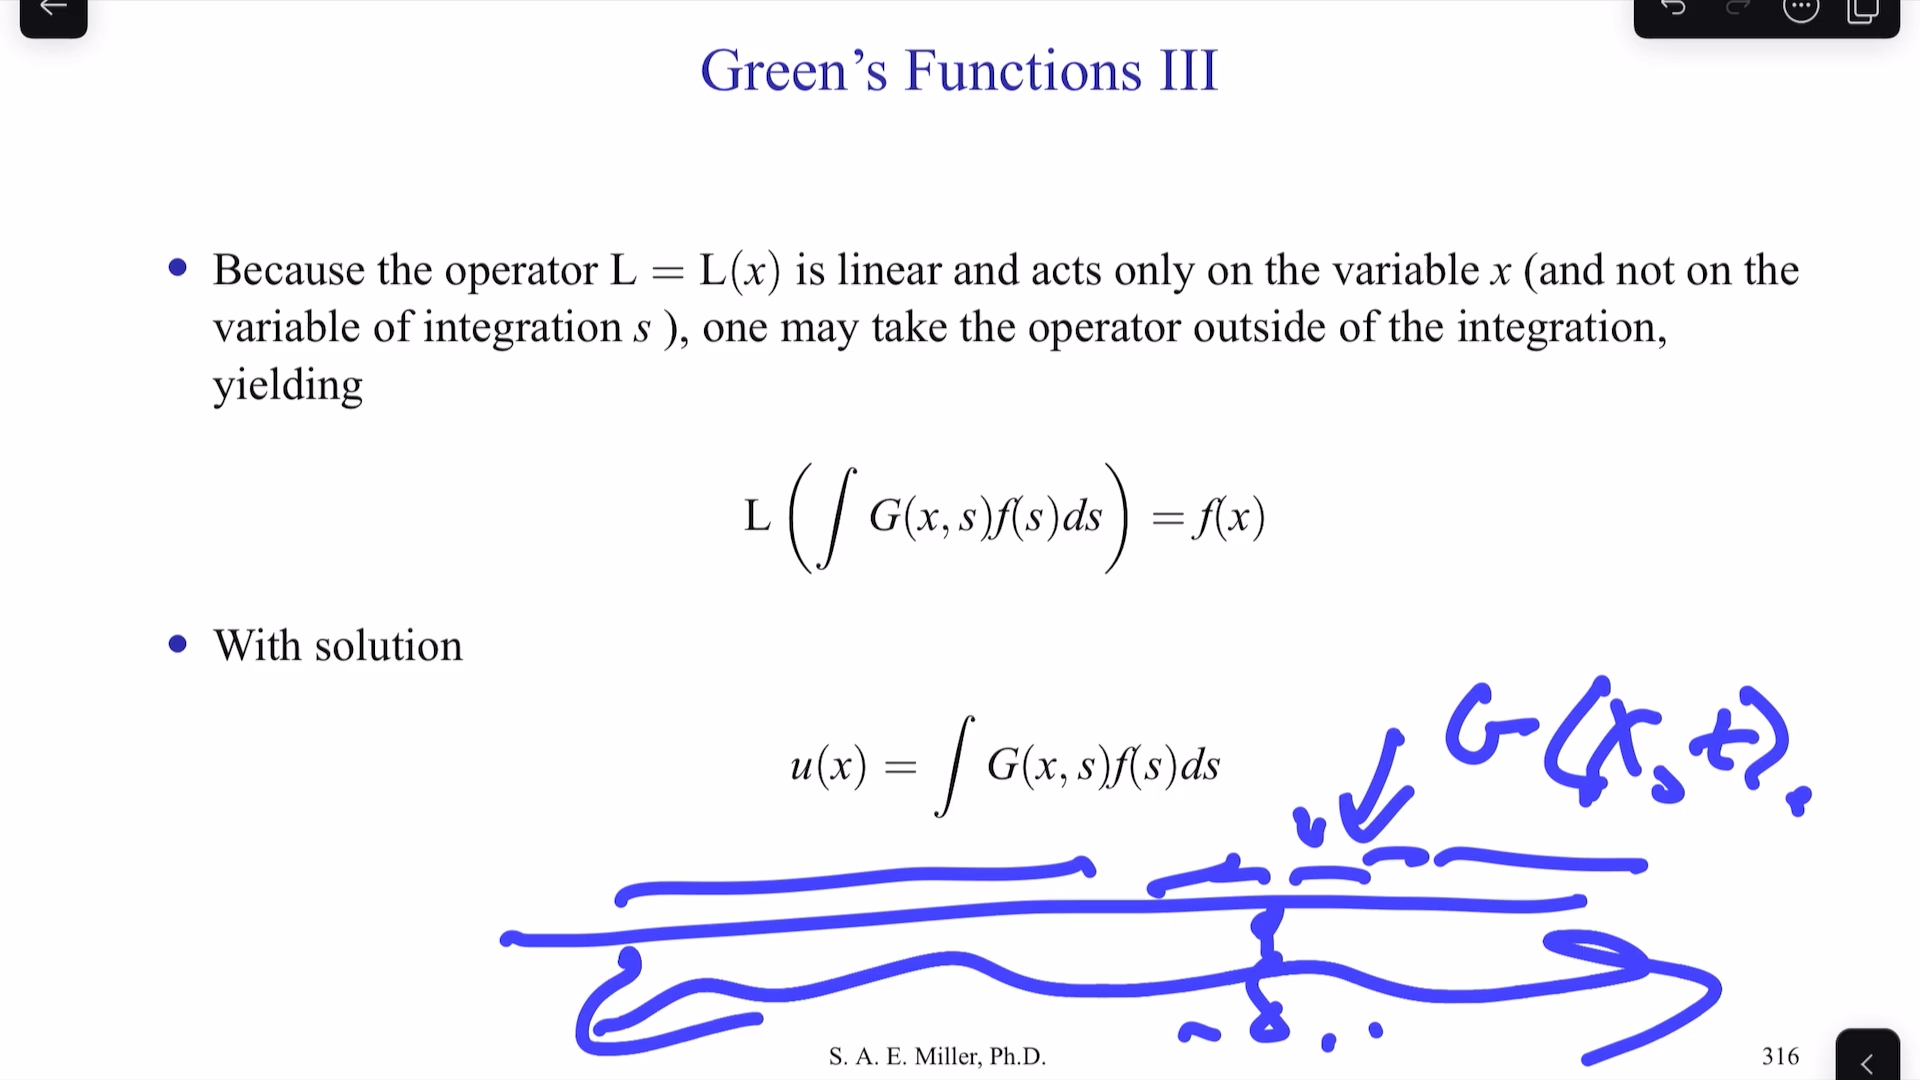 Green’s Functions III
• Because the operator L = L(x) is linear and acts only on the variable x (and not on the
variable of integration s ), one may take the operator outside of the integration,
yielding
L(∫ G(x, s)f(s)ds) = f(x)
• With solution
G(x,t).
u(x) = ∫ G(x, s)f(s)ds
S. A. E. Miller, Ph.D.
316